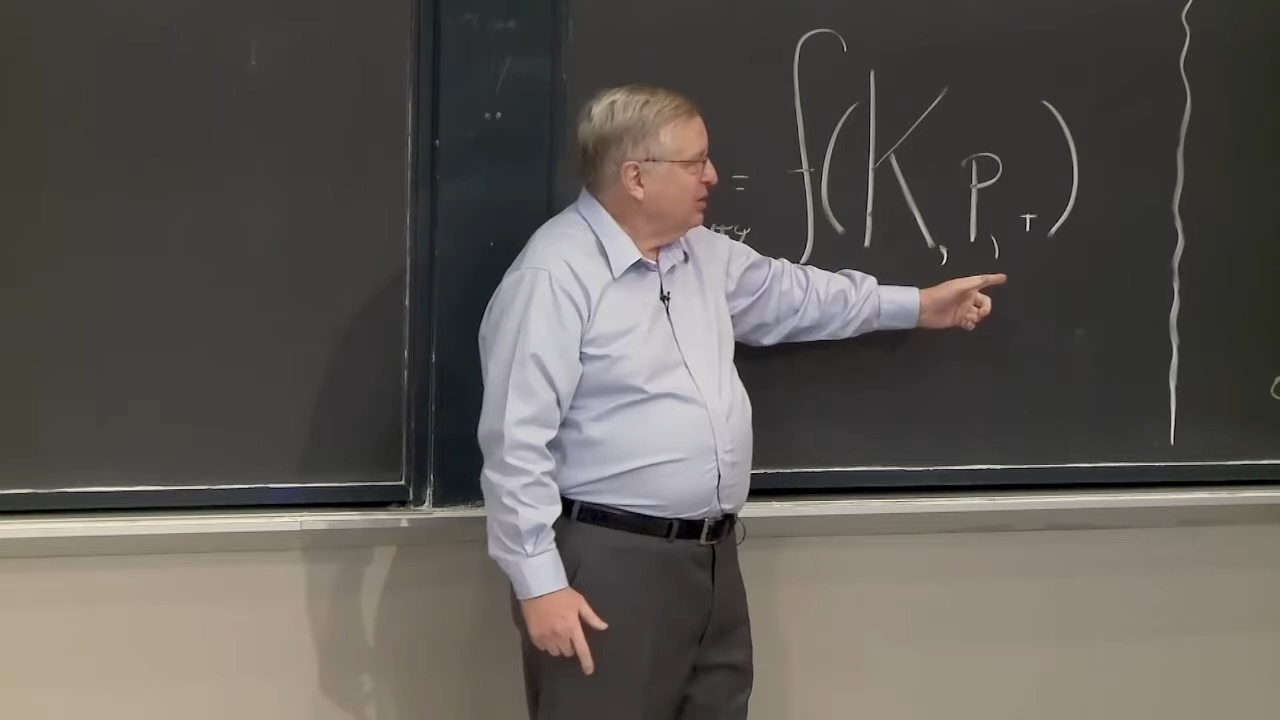 = f(K, P, T)